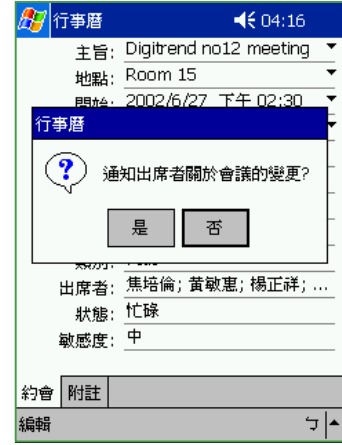 行事曆 04:16
主旨: Digitrend no12 meeting
地點: Room 15
開始: 2002/6/27 下午 02:30
行事曆
通知出席者關於會議的變更?
是 否
類別:
出席者: 焦培倫; 黃敏惠; 楊正祥; ...
狀態: 忙碌
敏感度: 中
約會 附註
編輯 ㄅ